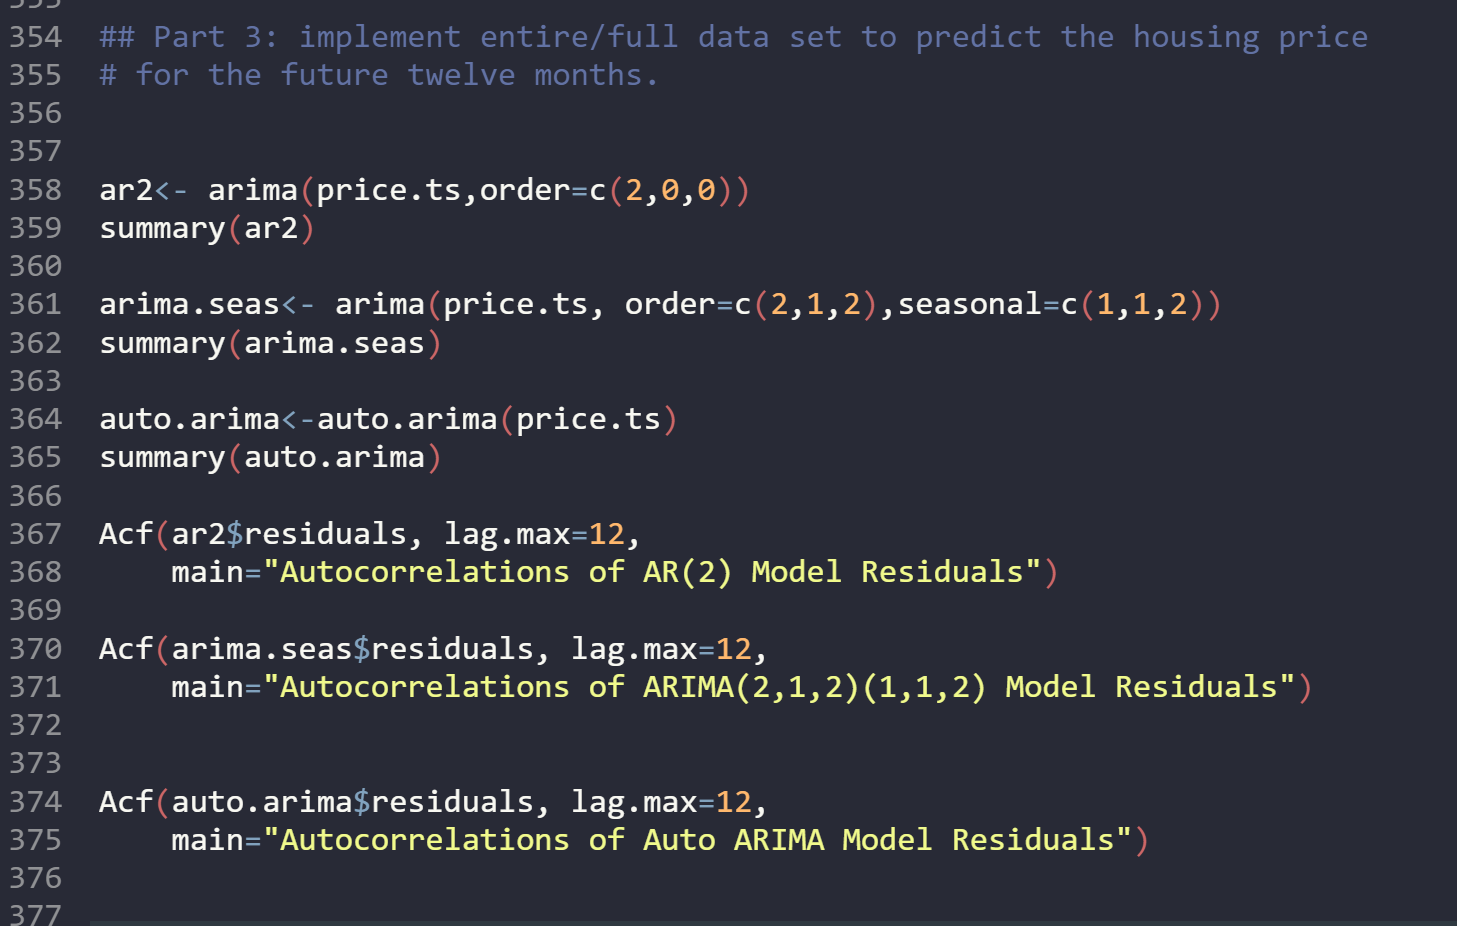 353
354 ## Part 3: implement entire/full data set to predict the housing price
355 # for the future twelve months.
356
357
358 ar2<- arima(price.ts,order=c(2,0,0))
359 summary(ar2)
360
361 arima.seas<- arima(price.ts, order=c(2,1,2),seasonal=c(1,1,2))
362 summary(arima.seas)
363
364 auto.arima<-auto.arima(price.ts)
365 summary(auto.arima)
366
367 Acf(ar2$residuals, lag.max=12,
368     main="Autocorrelations of AR(2) Model Residuals")
369
370 Acf(arima.seas$residuals, lag.max=12,
371     main="Autocorrelations of ARIMA(2,1,2)(1,1,2) Model Residuals")
372
373
374 Acf(auto.arima$residuals, lag.max=12,
375     main="Autocorrelations of Auto ARIMA Model Residuals")
376
377